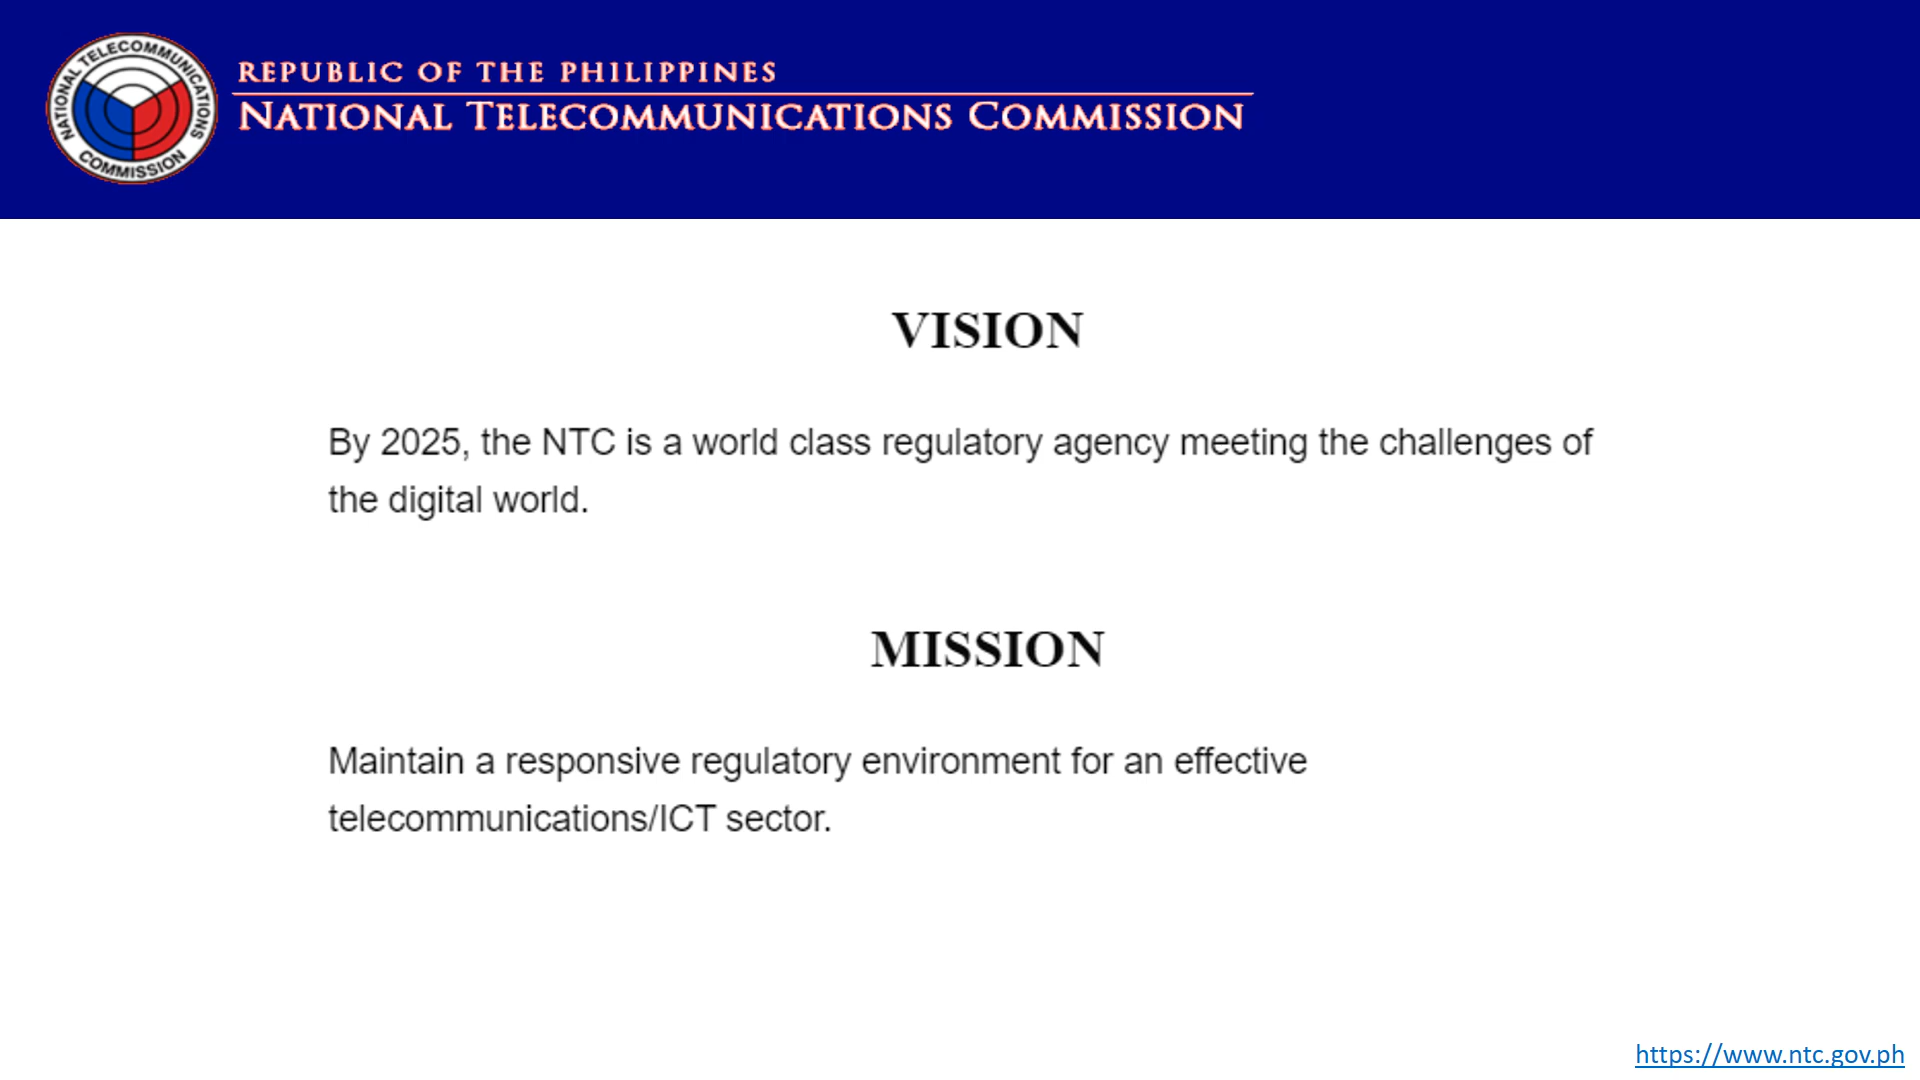 NATIONAL TELECOMMUNICATIONS COMMISSION
REPUBLIC OF THE PHILIPPINES
NATIONAL TELECOMMUNICATIONS COMMISSION
VISION
By 2025, the NTC is a world class regulatory agency meeting the challenges of
the digital world.
MISSION
Maintain a responsive regulatory environment for an effective
telecommunications/ICT sector.
https://www.ntc.gov.ph